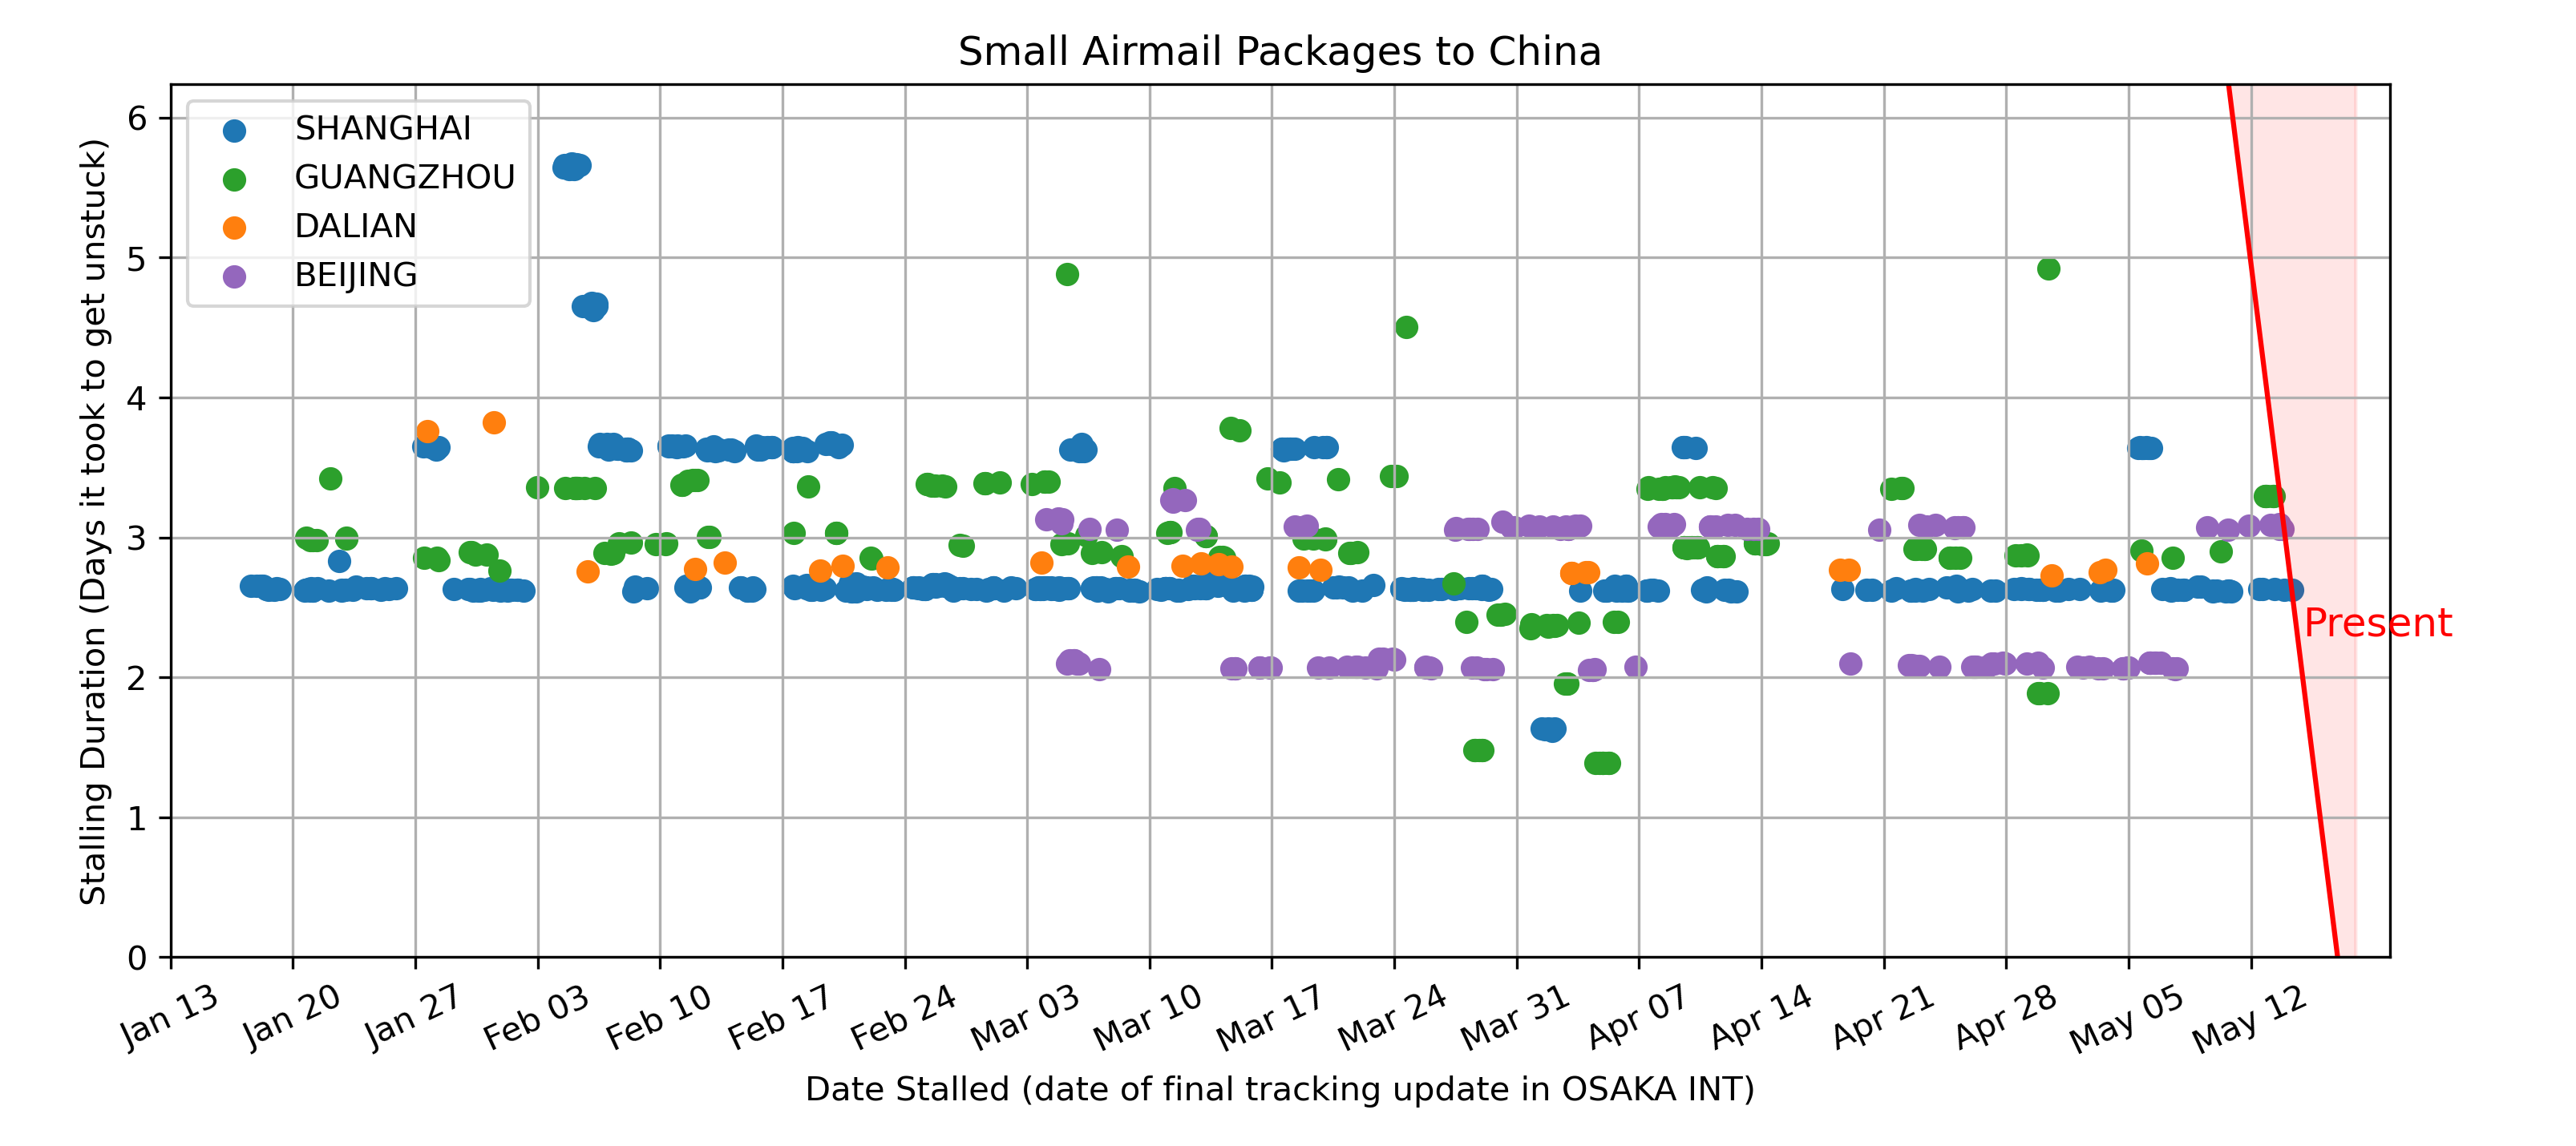 Small Airmail Packages to China
SHANGHAI
GUANGZHOU
DALIAN
BEIJING
Stalling Duration (Days it took to get unstuck)
6
5
4
3
2
1
0
Present
Jan 13
Jan 20
Jan 27
Feb 03
Feb 10
Feb 17
Feb 24
Mar 03
Mar 10
Mar 17
Mar 24
Mar 31
Apr 07
Apr 14
Apr 21
Apr 28
May 05
May 12
Date Stalled (date of final tracking update in OSAKA INT)